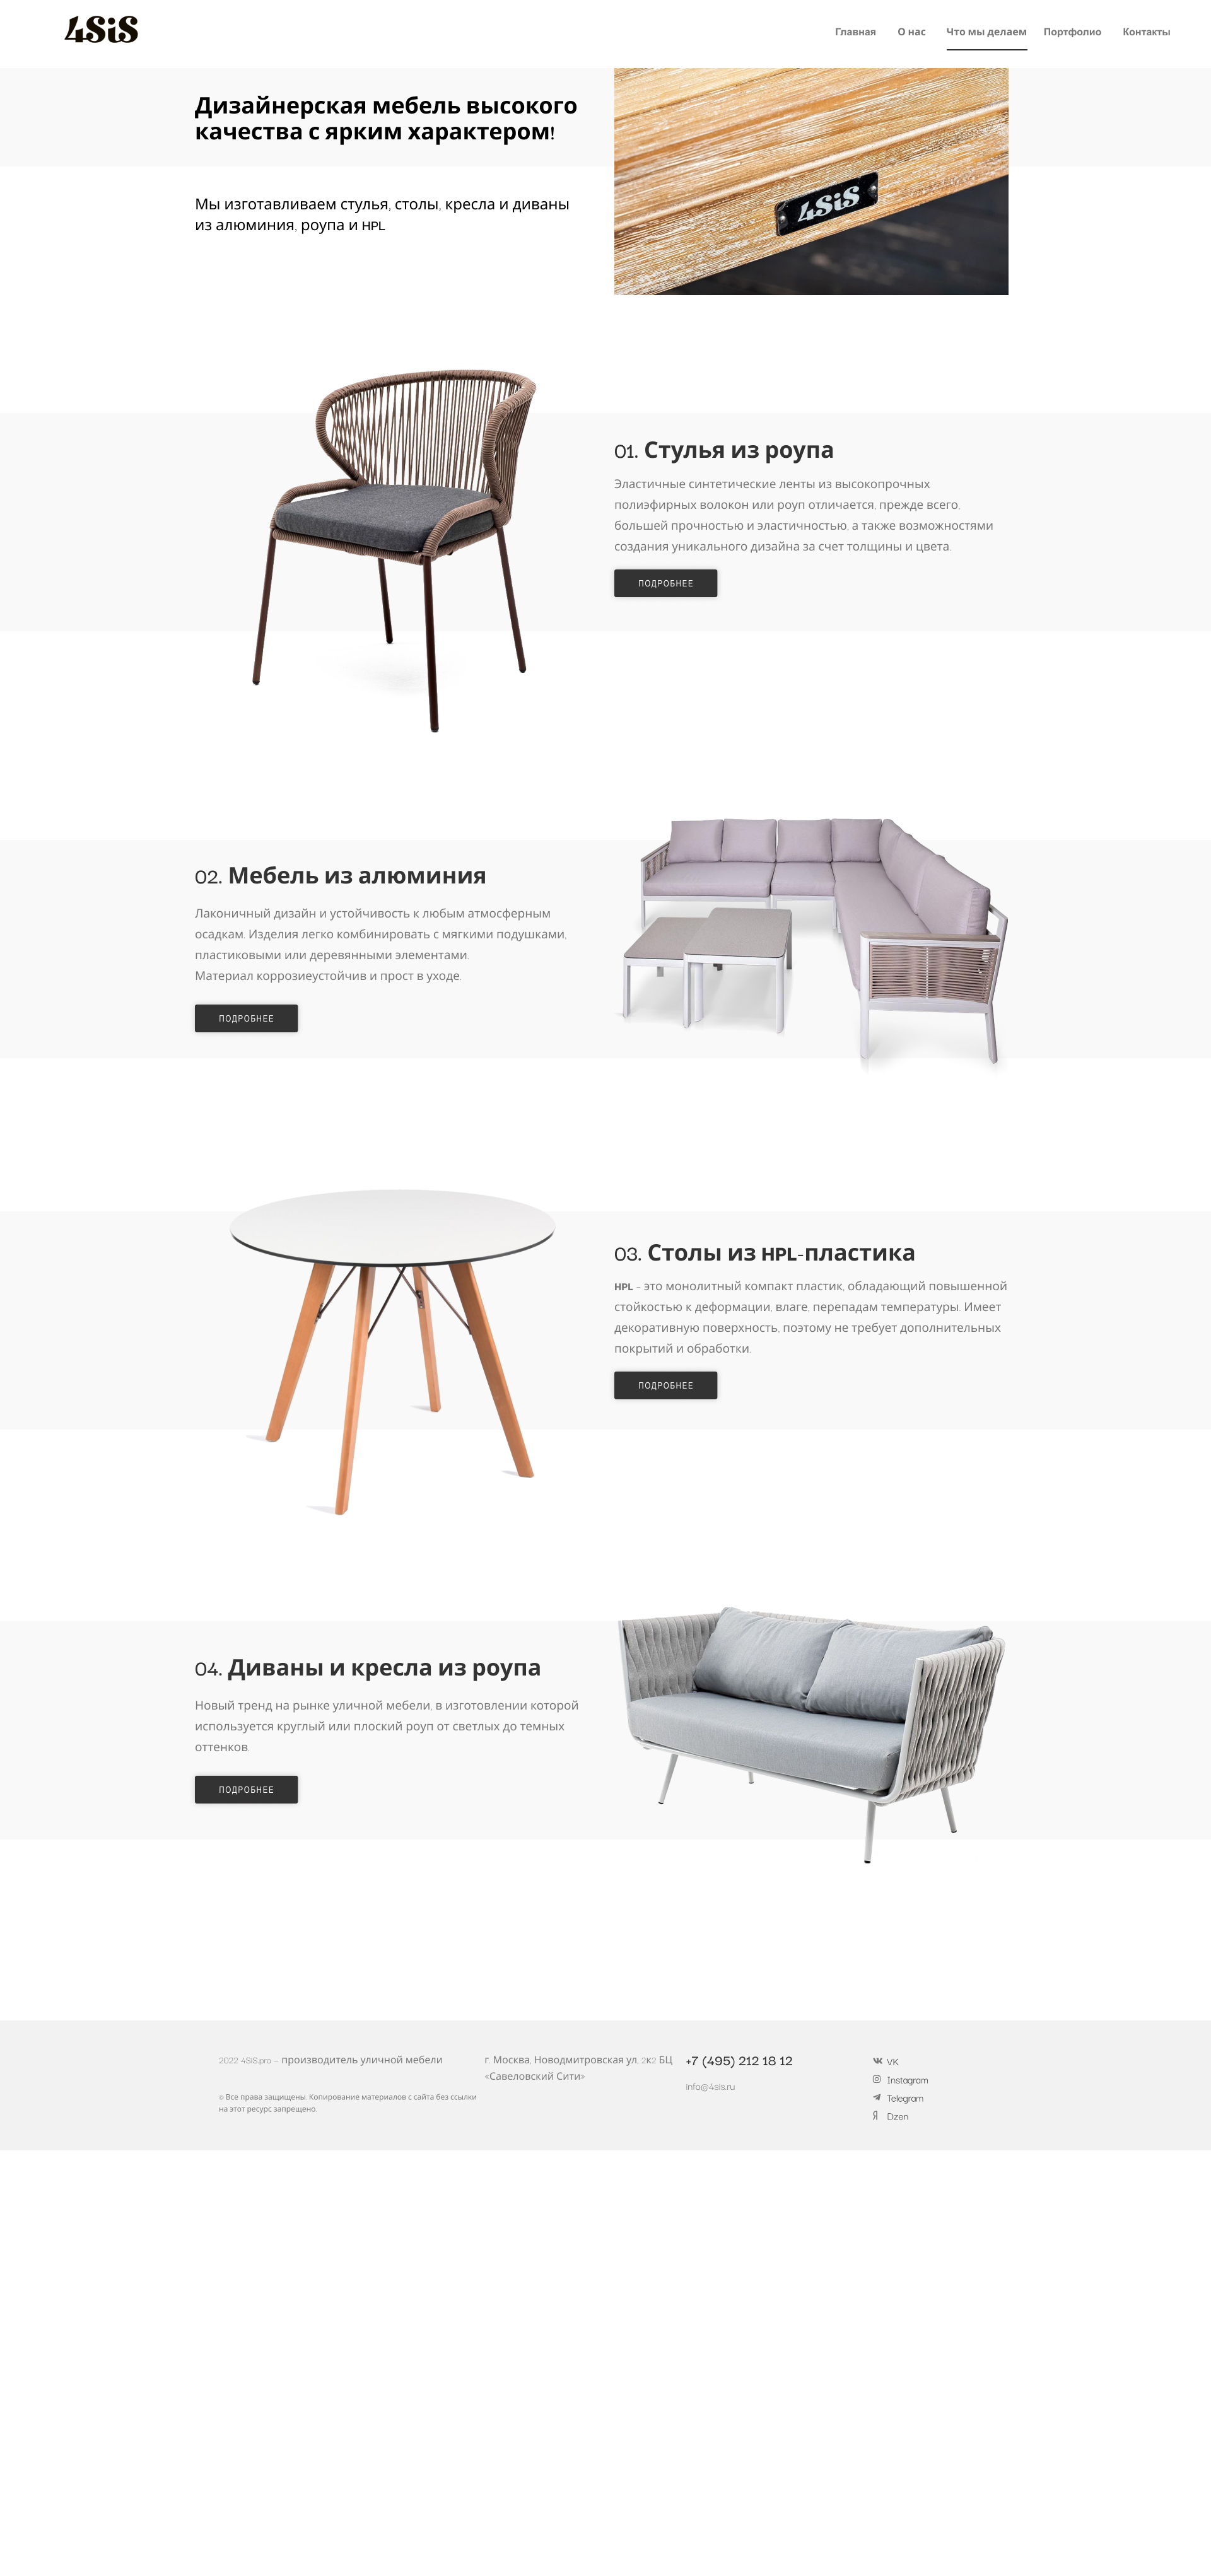 4SiS
Главная О нас Что мы делаем Портфолио Контакты
Дизайнерская мебель высокого
качества с ярким характером!
4SiS
Мы изготавливаем стулья, столы, кресла и диваны
из алюминия, роупа и HPL
01. Стулья из роупа
Эластичные синтетические ленты из высокопрочных
полиэфирных волокон или роуп отличается, прежде всего,
большей прочностью и эластичностью, а также возможностями
создания уникального дизайна за счет толщины и цвета.
ПОДРОБНЕЕ
02. Мебель из алюминия
Лаконичный дизайн и устойчивость к любым атмосферным
осадкам. Изделия легко комбинировать с мягкими подушками,
пластиковыми или деревянными элементами.
Материал коррозиеустойчив и прост в уходе.
ПОДРОБНЕЕ
03. Столы из HPL-пластика
HPL – это монолитный компакт пластик, обладающий повышенной
стойкостью к деформации, влаге, перепадам температуры. Имеет
декоративную поверхность, поэтому не требует дополнительных
покрытий и обработки.
ПОДРОБНЕЕ
04. Диваны и кресла из роупа
Новый тренд на рынке уличной мебели, в изготовлении которой
используется круглый или плоский роуп от светлых до темных
оттенков.
ПОДРОБНЕЕ
2022 4SiS.pro – производитель уличной мебели
© Все права защищены. Копирование материалов с сайта без ссылки
на этот ресурс запрещено.
г. Москва, Новодмитровская ул, 2к2 БЦ
«Савеловский Сити»
+7 (495) 212 18 12
info@4sis.ru
VK
Instagram
Telegram
Dzen